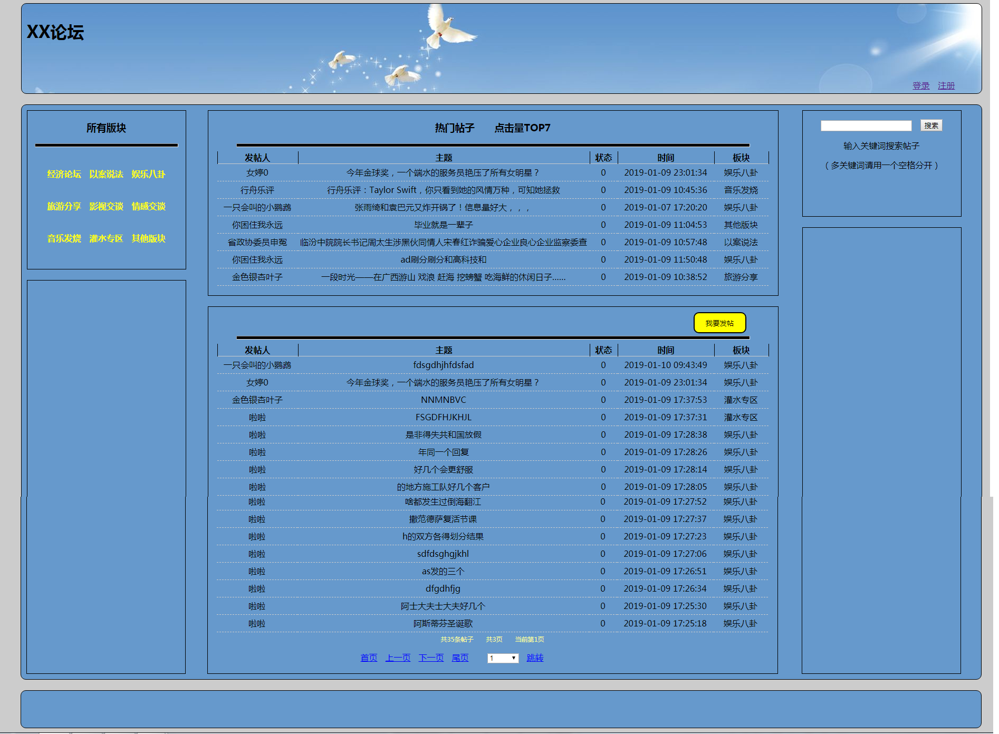 XX论坛
登录 注册
所有版块
经济论坛 以案说法 娱乐八卦
旅游分享 影视交谈 情感交谈
音乐发烧 灌水专区 其他版块
热门帖子 点击量TOP7
发帖人 主题 状态 时间 板块
女婷0 今年金球奖，一个端水的服务员艳压了所有女明星？ 0 2019-01-09 23:01:34 娱乐八卦
行舟乐评 行舟乐评：Taylor Swift，你只看到她的风情万种，可知她拯救 0 2019-01-09 10:45:36 音乐发烧
一只会叫的小鹦鹉 张雨绮和袁巴元又炸开锅了！信息量好大，，， 0 2019-01-07 17:20:20 娱乐八卦
你困住我永远 毕业就是一辈子 0 2019-01-09 11:04:53 其他版块
省政协委员申冤 临汾中院院长书记周太生涉黑伙同情人宋春红诈骗爱心企业良心企业监察委查 0 2019-01-09 10:57:48 以案说法
你困住我永远 ad刷分刷分和高科技和 0 2019-01-09 11:50:48 娱乐八卦
金色银杏叶子 一段时光——在广西游山 戏浪 赶海 挖螃蟹 吃海鲜的休闲日子...... 0 2019-01-09 10:38:52 旅游分享
搜索
输入关键词搜索帖子
（多关键词请用一个空格分开）
我要发帖
发帖人 主题 状态 时间 板块
一只会叫的小鹦鹉 fdsgdhjhfdsfad 0 2019-01-10 09:43:49 娱乐八卦
女婷0 今年金球奖，一个端水的服务员艳压了所有女明星？ 0 2019-01-09 23:01:34 娱乐八卦
金色银杏叶子 NNMNBVC 0 2019-01-09 17:37:53 灌水专区
啦啦 FSGDFHJKHJL 0 2019-01-09 17:37:31 灌水专区
啦啦 是非得失共和国放假 0 2019-01-09 17:28:38 娱乐八卦
啦啦 年同一个回复 0 2019-01-09 17:28:26 娱乐八卦
啦啦 好几个会更舒服 0 2019-01-09 17:28:14 娱乐八卦
啦啦 的地方施工队好几个客户 0 2019-01-09 17:28:05 娱乐八卦
啦啦 啥都发生过倒海翻江 0 2019-01-09 17:27:52 娱乐八卦
啦啦 撒范德萨复活节课 0 2019-01-09 17:27:37 娱乐八卦
啦啦 h的双方各得划分结果 0 2019-01-09 17:27:23 娱乐八卦
啦啦 sdfdsghgjkhl 0 2019-01-09 17:27:06 娱乐八卦
啦啦 as发的三个 0 2019-01-09 17:26:51 娱乐八卦
啦啦 dfgdhfjg 0 2019-01-09 17:26:34 娱乐八卦
啦啦 阿士大夫士大夫好几个 0 2019-01-09 17:25:30 娱乐八卦
啦啦 阿斯蒂芬圣诞歌 0 2019-01-09 17:25:18 娱乐八卦
共35条帖子 共3页 当前第1页
首页 上一页 下一页 尾页 1 跳转